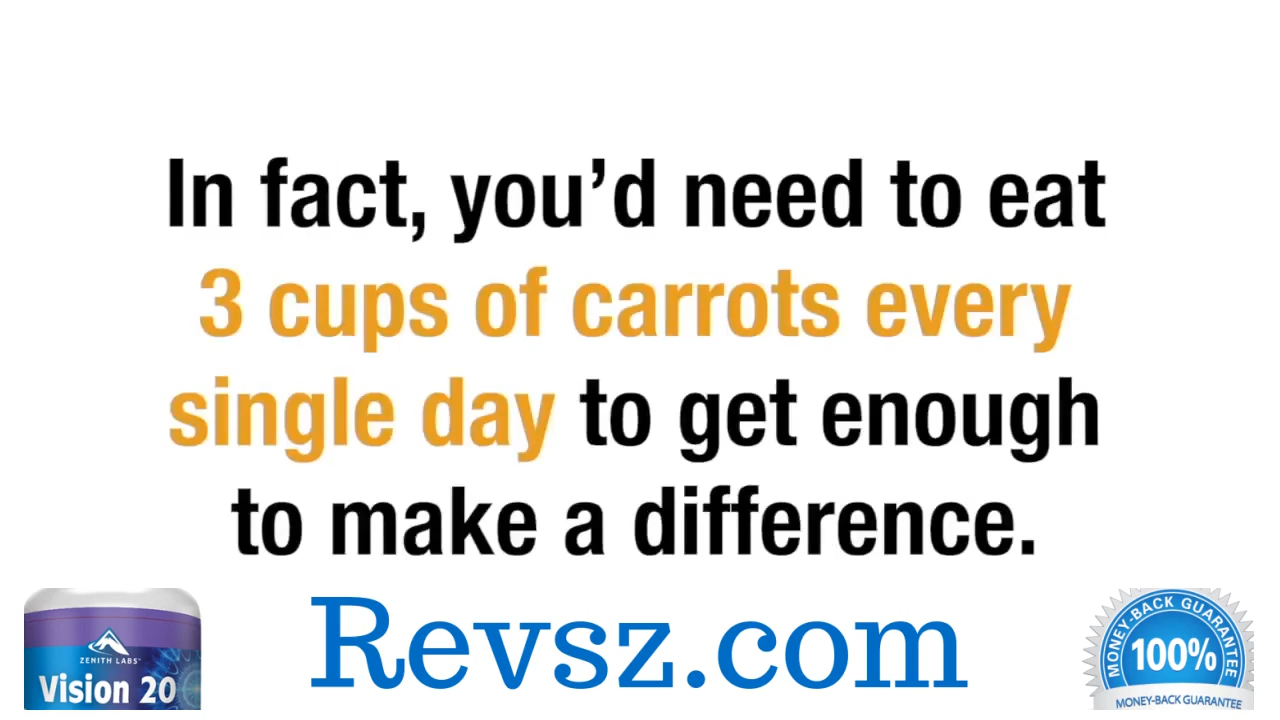 In fact, you’d need to eat
3 cups of carrots every
single day to get enough
to make a difference.
ZENITH LABS™
Vision 20
Revsz.com
MONEY-BACK GUARANTEE
100%
MONEY-BACK GUARANTEE